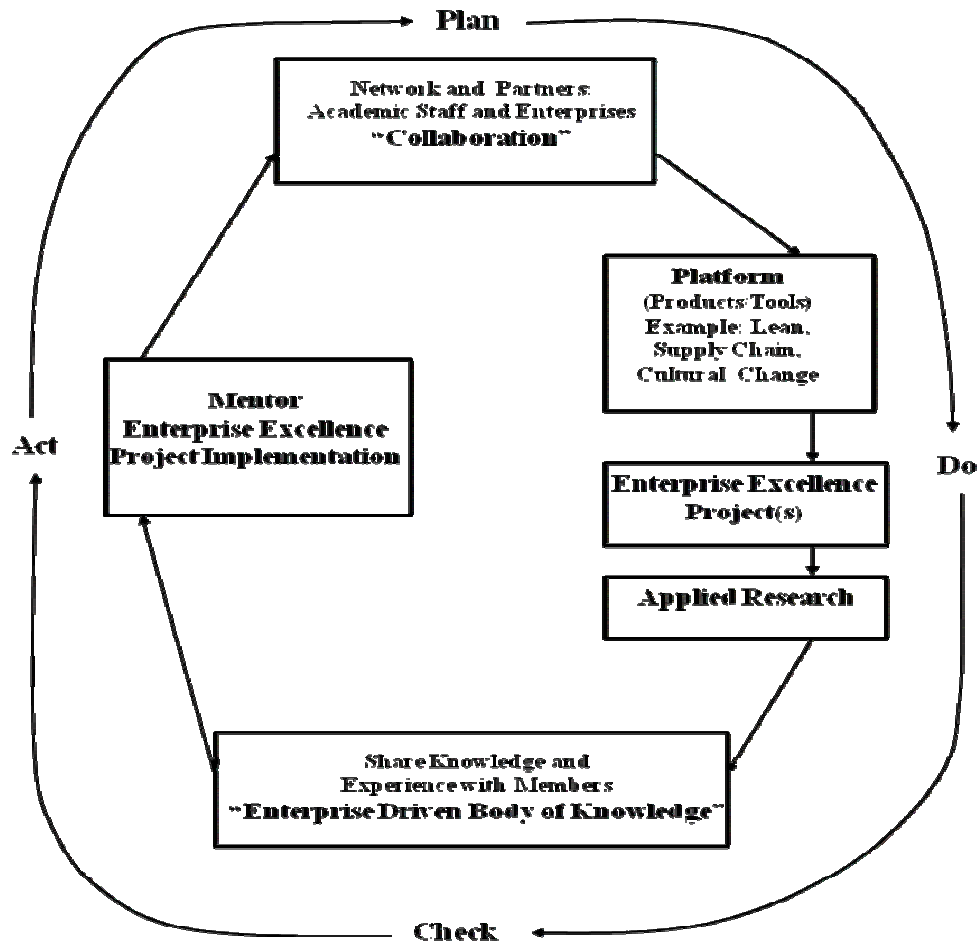 Plan
Network and Partners:
Academic Staff and Enterprises
“Collaboration”
Platform
(Products/Tools)
Example: Lean,
Supply Chain,
Cultural Change
Mentor
Enterprise Excellence
Project Implementation
Act
Do
Enterprise Excellence
Project(s)
Applied Research
Share Knowledge and
Experience with Members
“Enterprise Driven Body of Knowledge”
Check